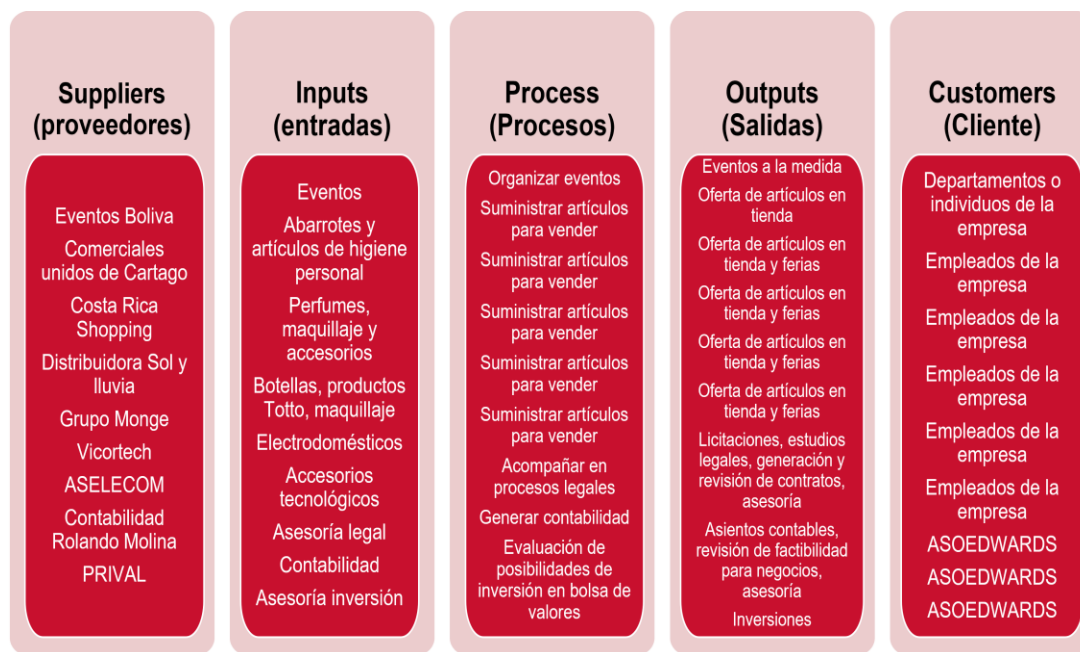 Suppliers
(proveedores)
Eventos Boliva
Comerciales
unidos de Cartago
Costa Rica
Shopping
Distribuidora Sol y
lluvia
Grupo Monge
Vicortech
ASELECOM
Contabilidad
Rolando Molina
PRIVAL
Inputs
(entradas)
Eventos
Abarrotes y
artículos de higiene
personal
Perfumes,
maquillaje y
accesorios
Botellas, productos
Totto, maquillaje
Electrodomésticos
Accesorios
tecnológicos
Asesoría legal
Contabilidad
Asesoría inversión
Process
(Procesos)
Organizar eventos
Suministrar artículos
para vender
Suministrar artículos
para vender
Suministrar artículos
para vender
Suministrar artículos
para vender
Suministrar artículos
para vender
Acompañar en
procesos legales
Generar contabilidad
Evaluación de
posibilidades de
inversión en bolsa de
valores
Outputs
(Salidas)
Eventos a la medida
Oferta de artículos en
tienda
Oferta de artículos en
tienda y ferias
Oferta de artículos en
tienda y ferias
Oferta de artículos en
tienda y ferias
Oferta de artículos en
tienda y ferias
Licitaciones, estudios
legales, generación y
revisión de contratos,
asesoría
Asientos contables,
revisión de factibilidad
para negocios,
asesoría
Inversiones
Customers
(Cliente)
Departamentos o
individuos de la
empresa
Empleados de la
empresa
Empleados de la
empresa
Empleados de la
empresa
Empleados de la
empresa
Empleados de la
empresa
ASOEDWARDS
ASOEDWARDS
ASOEDWARDS